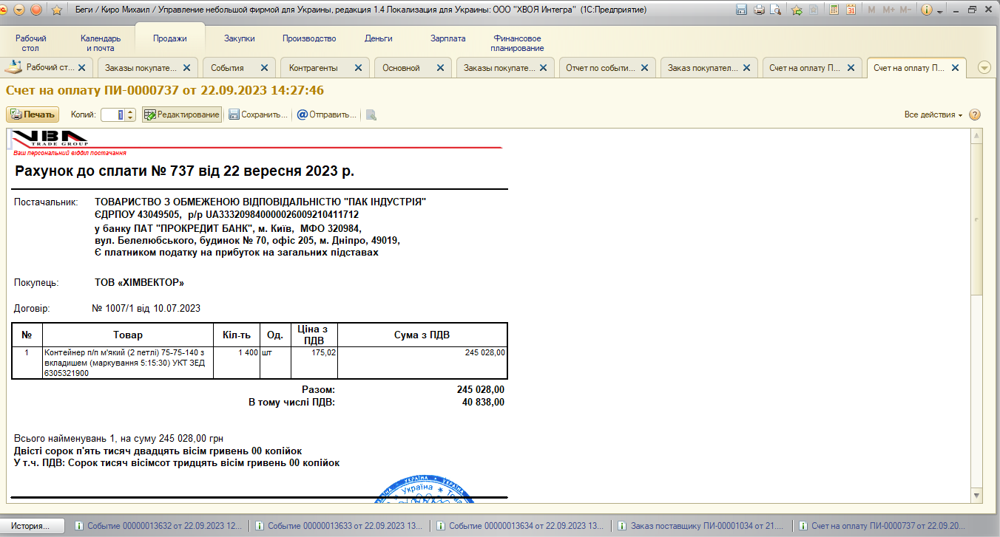 Беги / Киро Михаил / Управление небольшой фирмой для Украины, редакция 1.4 Локализация для Украины: ООО "ХВОЯ Интегра" (1С:Предприятие)
31
M M+ M-
Рабочий стол
Календарь и почта
Продажи
Закупки
Производство
Деньги
Зарплата
Финансовое планирование
Рабочий ст...
Заказы покупате...
События
Контрагенты
Основной
Заказы покупате...
Отчет по событи...
Заказ покупател...
Счет на оплату П...
Счет на оплату П...
Счет на оплату ПИ-0000737 от 22.09.2023 14:27:46
Печать Копий: 1 Редактирование Сохранить... Отправить... Все действия
VBA
TRADE GROUP
Ваш персональний відділ постачання
Рахунок до сплати № 737 від 22 вересня 2023 р.
Постачальник: ТОВАРИСТВО З ОБМЕЖЕНОЮ ВІДПОВІДАЛЬНІСТЮ "ПАК ІНДУСТРІЯ"
ЄДРПОУ 43049505, р/р UA333209840000026009210411712
у банку ПАТ "ПРОКРЕДИТ БАНК", м. Київ, МФО 320984,
вул. Белелюбського, будинок № 70, офіс 205, м. Дніпро, 49019,
Є платником податку на прибуток на загальних підставах
Покупець: ТОВ «ХІМВЕКТОР»
Договір: № 1007/1 від 10.07.2023
№ Товар Кіл-ть Од. Ціна з ПДВ Сума з ПДВ
1 Контейнер п/п м'який (2 петлі) 75-75-140 з 1 400 шт 175,02 245 028,00
вкладишем (маркування 5:15:30) УКТ ЗЕД
6305321900
Разом: 245 028,00
В тому числі ПДВ: 40 838,00
Всього найменувань 1, на суму 245 028,00 грн
Двісті сорок п'ять тисяч двадцять вісім гривень 00 копійок
У т.ч. ПДВ: Сорок тисяч вісімсот тридцять вісім гривень 00 копійок
УКРАЇНА * УКРАЇНА * УКРАЇНА
* Україна *
История...
Событие 00000013632 от 22.09.2023 12...
Событие 00000013633 от 22.09.2023 13...
Событие 00000013634 от 22.09.2023 13...
Заказ поставщику ПИ-00001034 от 21....
Счет на оплату ПИ-0000737 от 22.09.20...